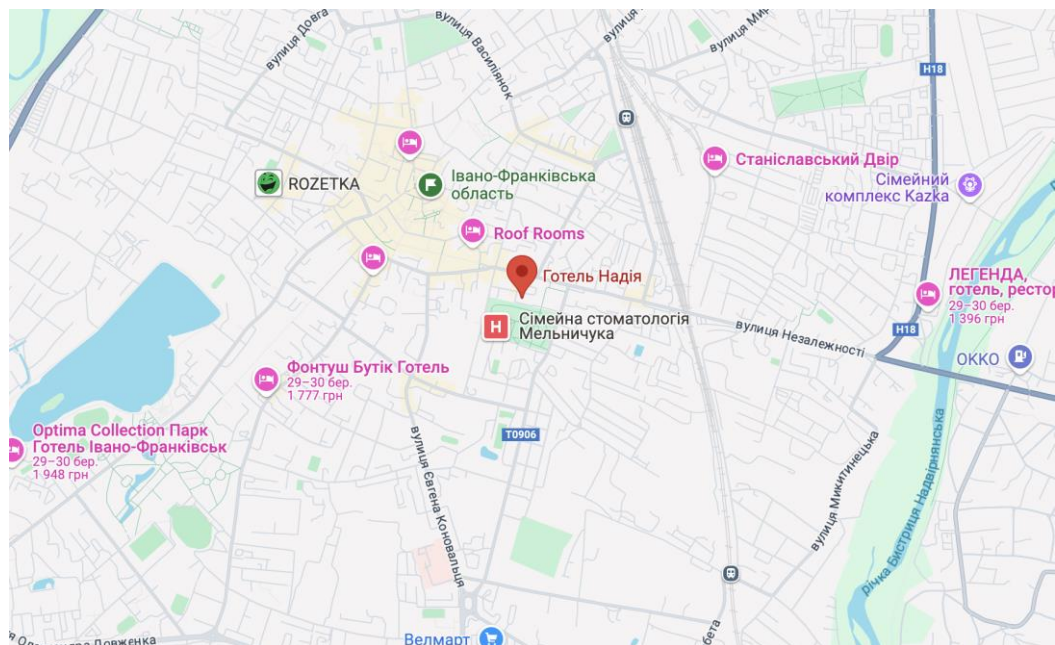 вулиця Довга
вулиця Василіянок
вулиця
вулиця
H18
Станіславський Двір
Сімейний
комплекс Kazka
ROZETKA
Івано-Франківська
область
Roof Rooms
Готель Надія
ЛЕГЕНДА,
готель, рестор
29–30 бер.
1 396 грн
Сімейна стоматологія
Мельничука
вулиця Незалежності
H18
ОККО
Фонтуш Бутік Готель
29–30 бер.
1 777 грн
Optima Collection Парк
Готель Івано-Франківськ
29–30 бер.
1 948 грн
T0906
вулиця Євгена Коновальця
вулиця Микитинецька
річка Бистриця Надвірнянська
Довженка
Велмарт